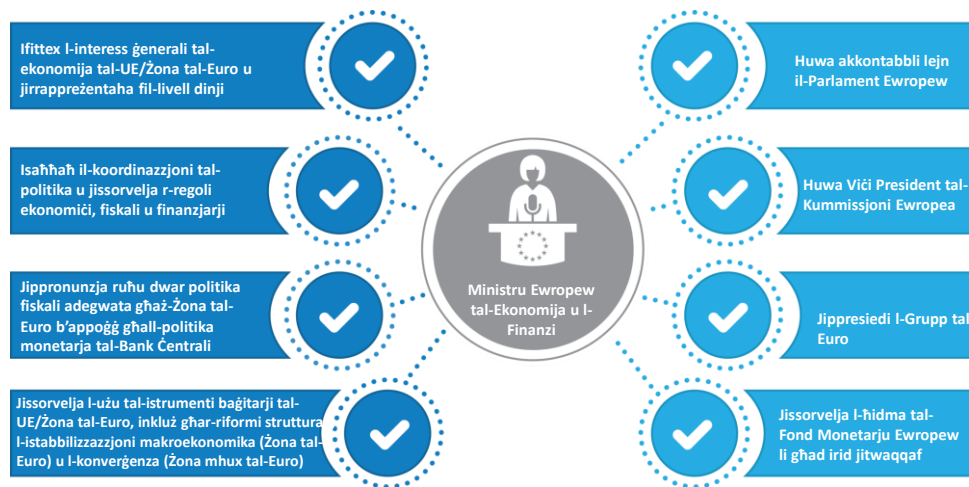 Ifittex l-interess ġenerali tal-
ekonomija tal-UE/Żona tal-Euro u
jirrappreżentaha fil-livell dinji
Isaħħaħ il-koordinazzjoni tal-
politika u jissorvelja r-regoli
ekonomiċi, fiskali u finanzjarji
Jippronunzja ruħu dwar politika
fiskali adegwata għaż-Żona tal-
Euro b'appoġġ għall-politika
monetarja tal-Bank Ċentrali
Jissorvelja l-użu tal-istrumenti baġitarji tal-
UE/Żona tal-Euro, inkluż għar-riformi struttura
l-istabbilizzazzjoni makroekonomika (Żona tal-
Euro) u l-konverġenza (Żona mhux tal-Euro)
Ministru Ewropew
tal-Ekonomija u l-
Finanzi
Huwa akkontabbli lejn
il-Parlament Ewropew
Huwa Viċi President tal-
Kummissjoni Ewropea
Jippresiedi l-Grupp tal
Euro
Jissorvelja l-ħidma tal-
Fond Monetarju Ewropew
li għad irid jitwaqqaf